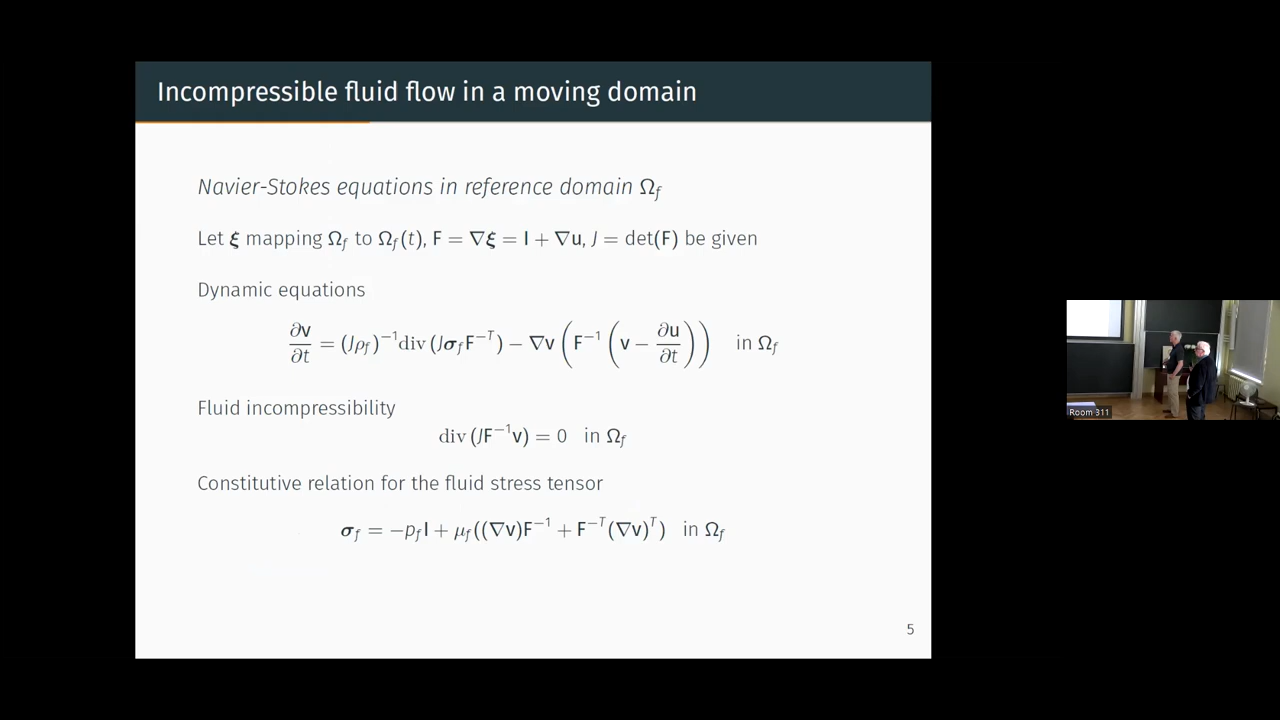 Incompressible fluid flow in a moving domain
Navier-Stokes equations in reference domain Ω_f
Let ξ mapping Ω_f to Ω_f(t), F = ∇ξ = I + ∇u, J = det(F) be given
Dynamic equations
∂v/∂t = (Jρ_f)^{−1}div (Jσ_f F^{−T}) − ∇v (F^{−1} (v − ∂u/∂t)) in Ω_f
Fluid incompressibility
div (JF^{−1}v) = 0 in Ω_f
Constitutive relation for the fluid stress tensor
σ_f = −p_f I + μ_f((∇v)F^{−1} + F^{−T}(∇v)^T) in Ω_f
5
Room 311